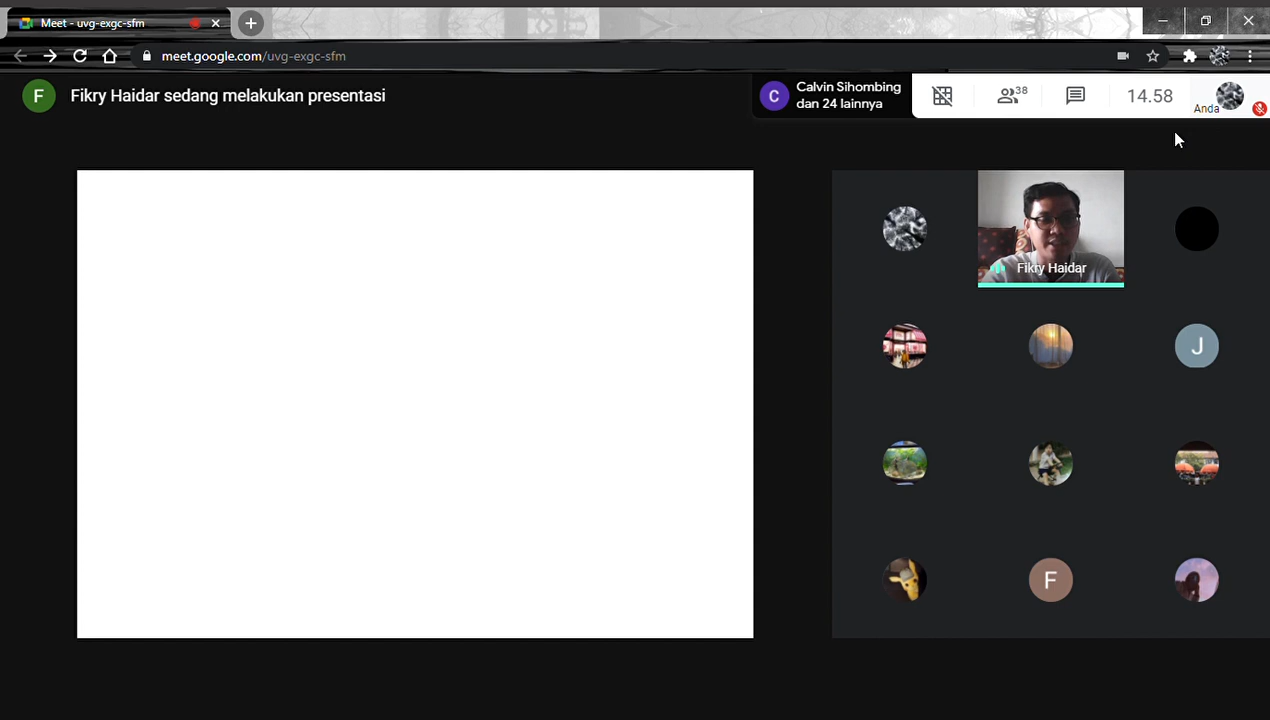 Meet - uvg-exgc-sfm
meet.google.com/uvg-exgc-sfm
F
Fikry Haidar sedang melakukan presentasi
C
Calvin Sihombing
dan 24 lainnya
38
14.58
Anda
Fikry Haidar
J
F